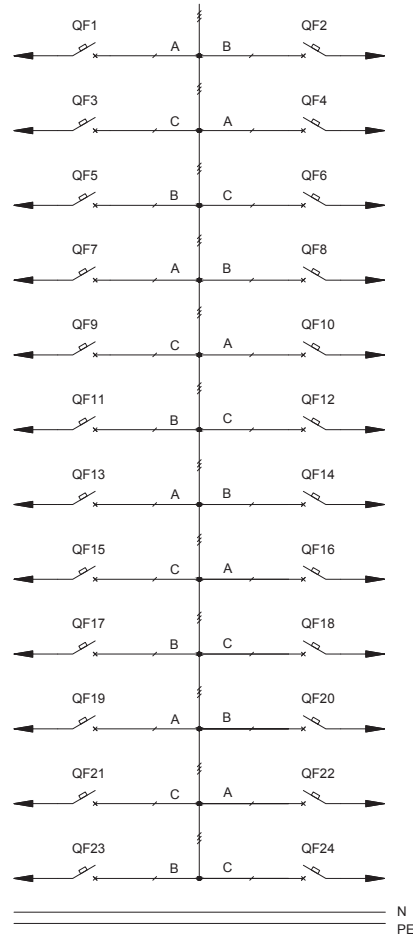 QF1 QF2
A B
QF3 QF4
C A
QF5 QF6
B C
QF7 QF8
A B
QF9 QF10
C A
QF11 QF12
B C
QF13 QF14
A B
QF15 QF16
C A
QF17 QF18
B C
QF19 QF20
A B
QF21 QF22
C A
QF23 QF24
B C
N
PE